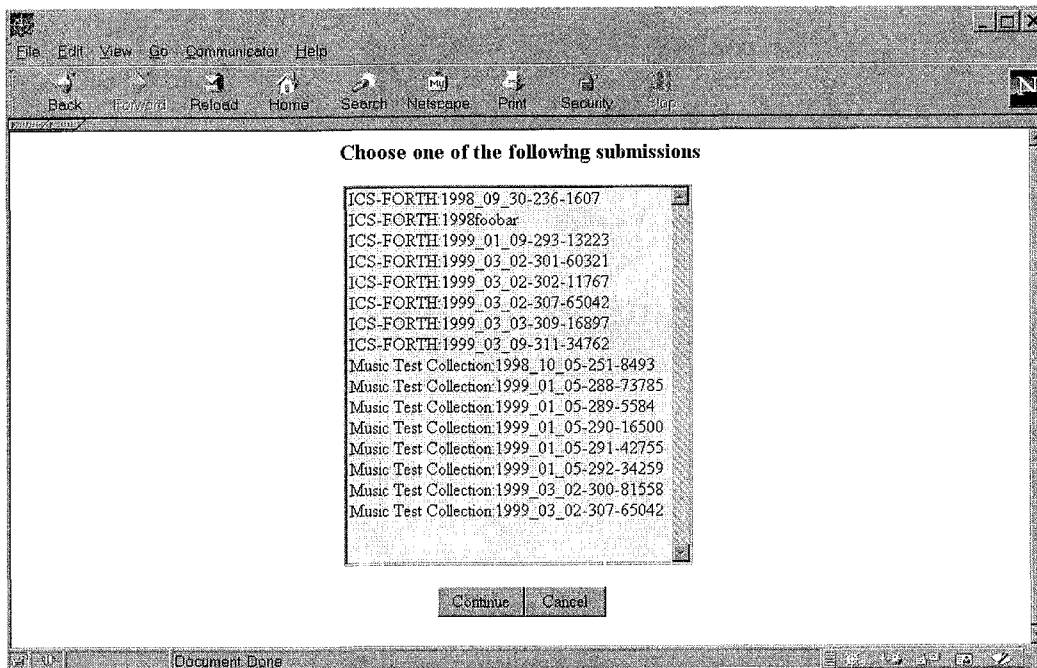 File Edit View Go Communicator Help
Back Forward Reload Home Search Netscape Print Security Stop
My
N
Choose one of the following submissions
ICS-FORTH:1998_09_30-236-1607
ICS-FORTH:1998foobar
ICS-FORTH:1999_01_09-293-13223
ICS-FORTH:1999_03_02-301-60321
ICS-FORTH:1999_03_02-302-11767
ICS-FORTH:1999_03_02-307-65042
ICS-FORTH:1999_03_03-309-16897
ICS-FORTH:1999_03_09-311-34762
Music Test Collection:1998_10_05-251-8493
Music Test Collection:1999_01_05-288-73785
Music Test Collection:1999_01_05-289-5584
Music Test Collection:1999_01_05-290-16500
Music Test Collection:1999_01_05-291-42755
Music Test Collection:1999_01_05-292-34259
Music Test Collection:1999_03_02-300-81558
Music Test Collection:1999_03_02-307-65042
Continue Cancel
Document: Done